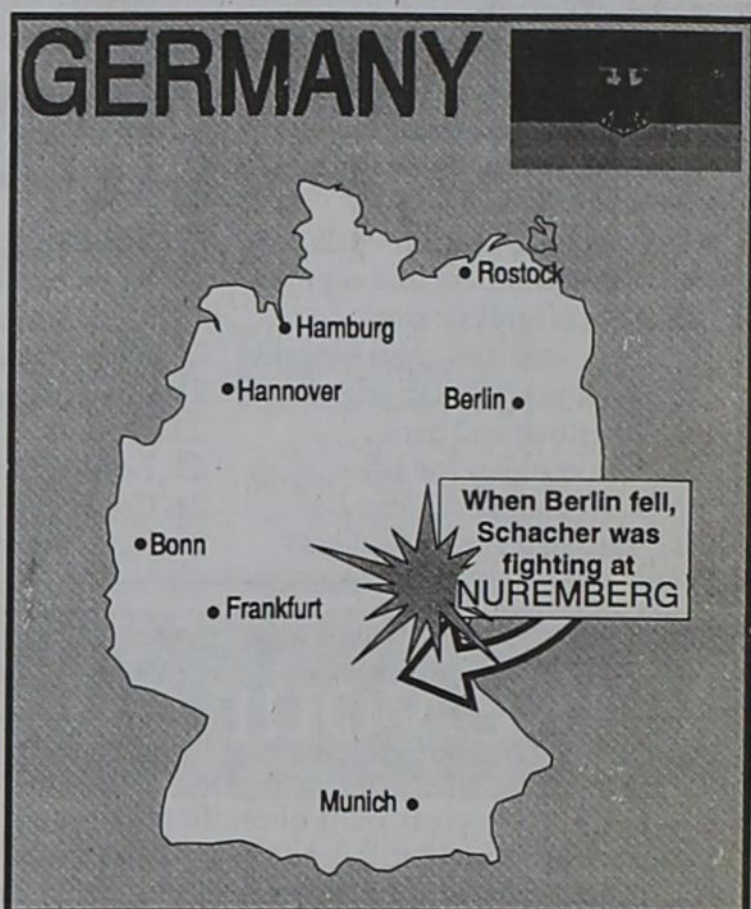 GERMANY
Rostock
Hamburg
Hannover
Berlin
When Berlin fell,
Schacher was
fighting at
NUREMBERG
Bonn
Frankfurt
Munich